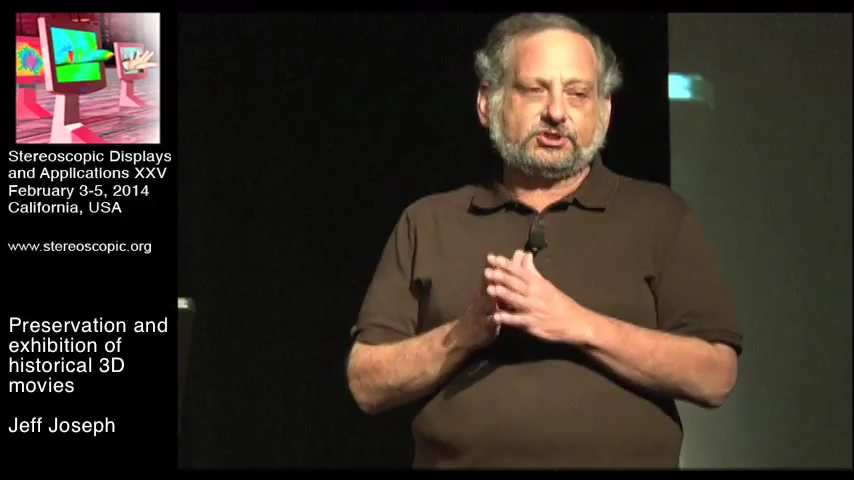 Stereoscopic Displays
and Applications XXV
February 3-5, 2014
California, USA
www.stereoscopic.org
Preservation and
exhibition of
historical 3D
movies
Jeff Joseph